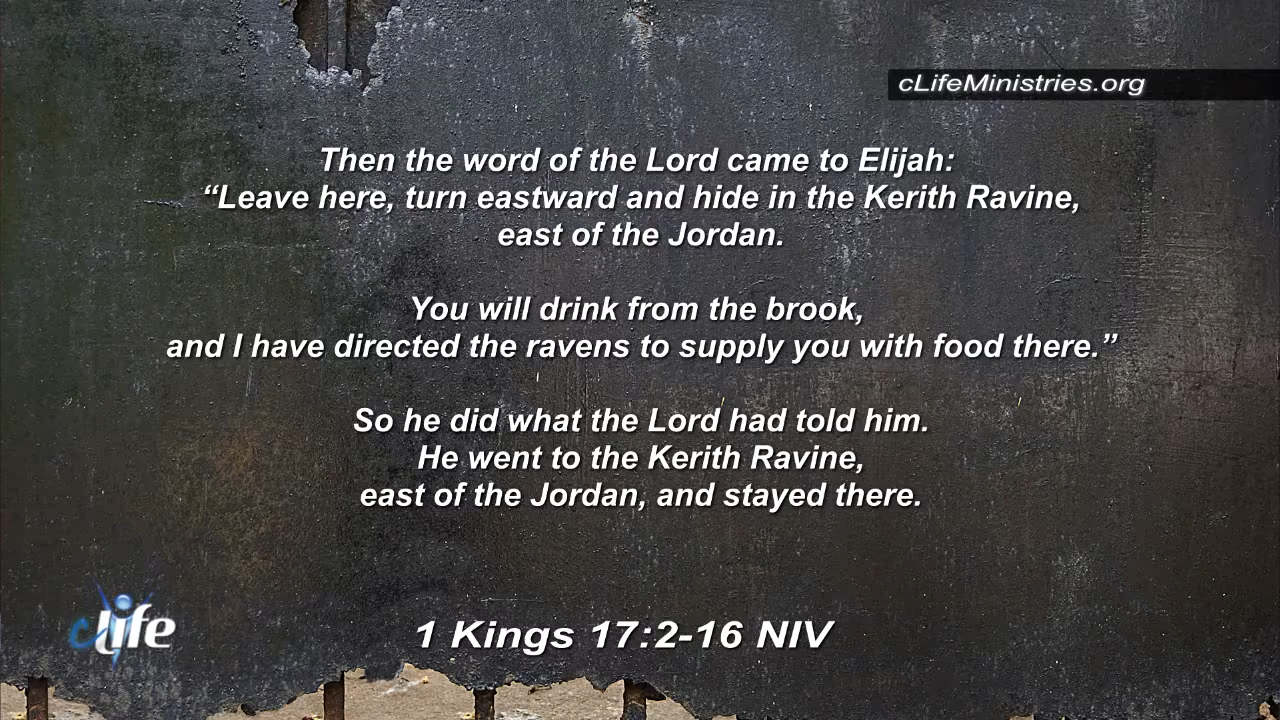 cLifeMinistries.org
Then the word of the Lord came to Elijah:
“Leave here, turn eastward and hide in the Kerith Ravine,
east of the Jordan.
You will drink from the brook,
and I have directed the ravens to supply you with food there.”
So he did what the Lord had told him.
He went to the Kerith Ravine,
east of the Jordan, and stayed there.
1 Kings 17:2-16 NIV
cLife